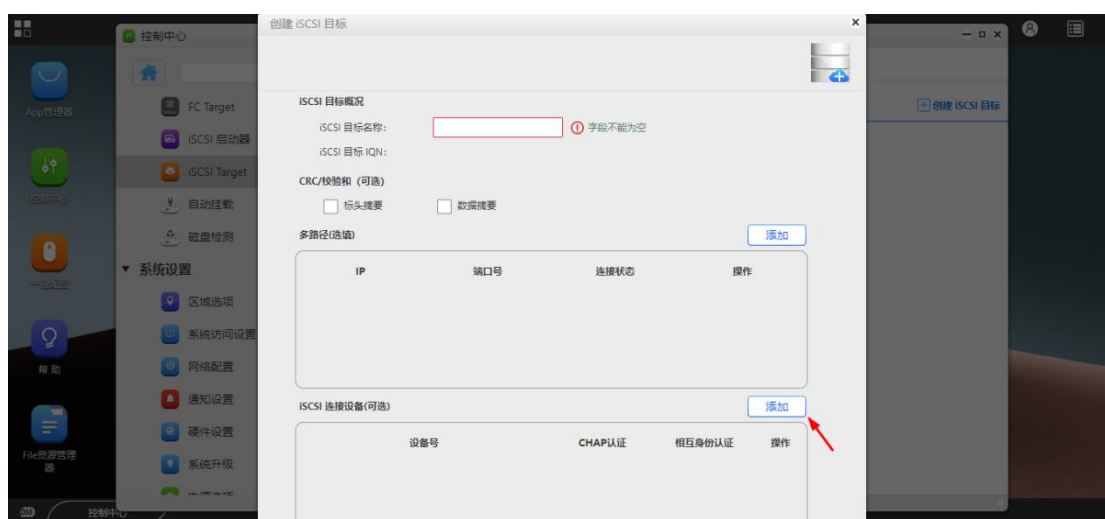 创建 iSCSI 目标
×
控制中心
App管理器
FC Target
创建 iSCSI 目标
iSCSI 启动器
iSCSI Target
控制中心
自动挂载
磁盘检测
系统设置
区域选项
系统访问设置
网络配置
帮助
通知设置
硬件设置
File资源管理
器
系统升级
电源选项
控制中心
iSCSI 目标概况
iSCSI 目标名称：
字段不能为空
iSCSI 目标 IQN：
CRC/校验和（可选）
标头摘要 数据摘要
多路径(选填) 添加
IP 端口号 连接状态 操作
iSCSI 连接设备(可选) 添加
设备号 CHAP认证 相互身份认证 操作